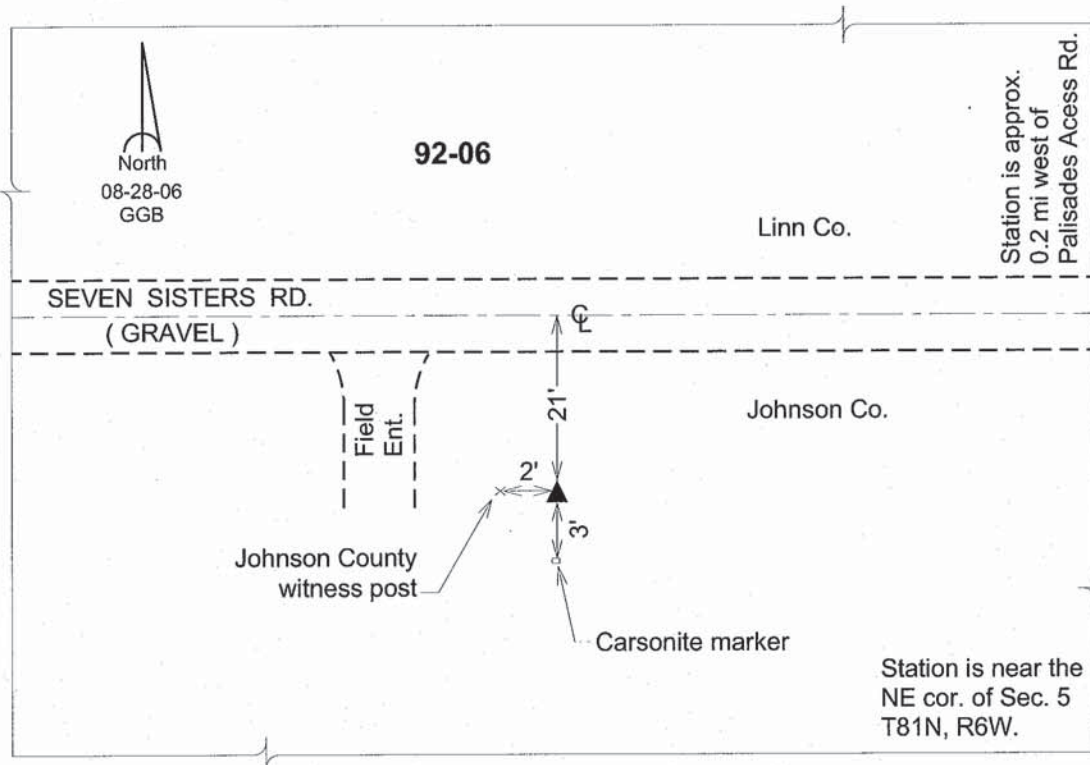 North
08-28-06
GGB
92-06
Station is approx.
0.2 mi west of
Palisades Acess Rd.
Linn Co.
SEVEN SISTERS RD.
( GRAVEL )
℄
Field
Ent.
21'
Johnson Co.
2'
3'
Johnson County
witness post
Carsonite marker
Station is near the
NE cor. of Sec. 5
T81N, R6W.